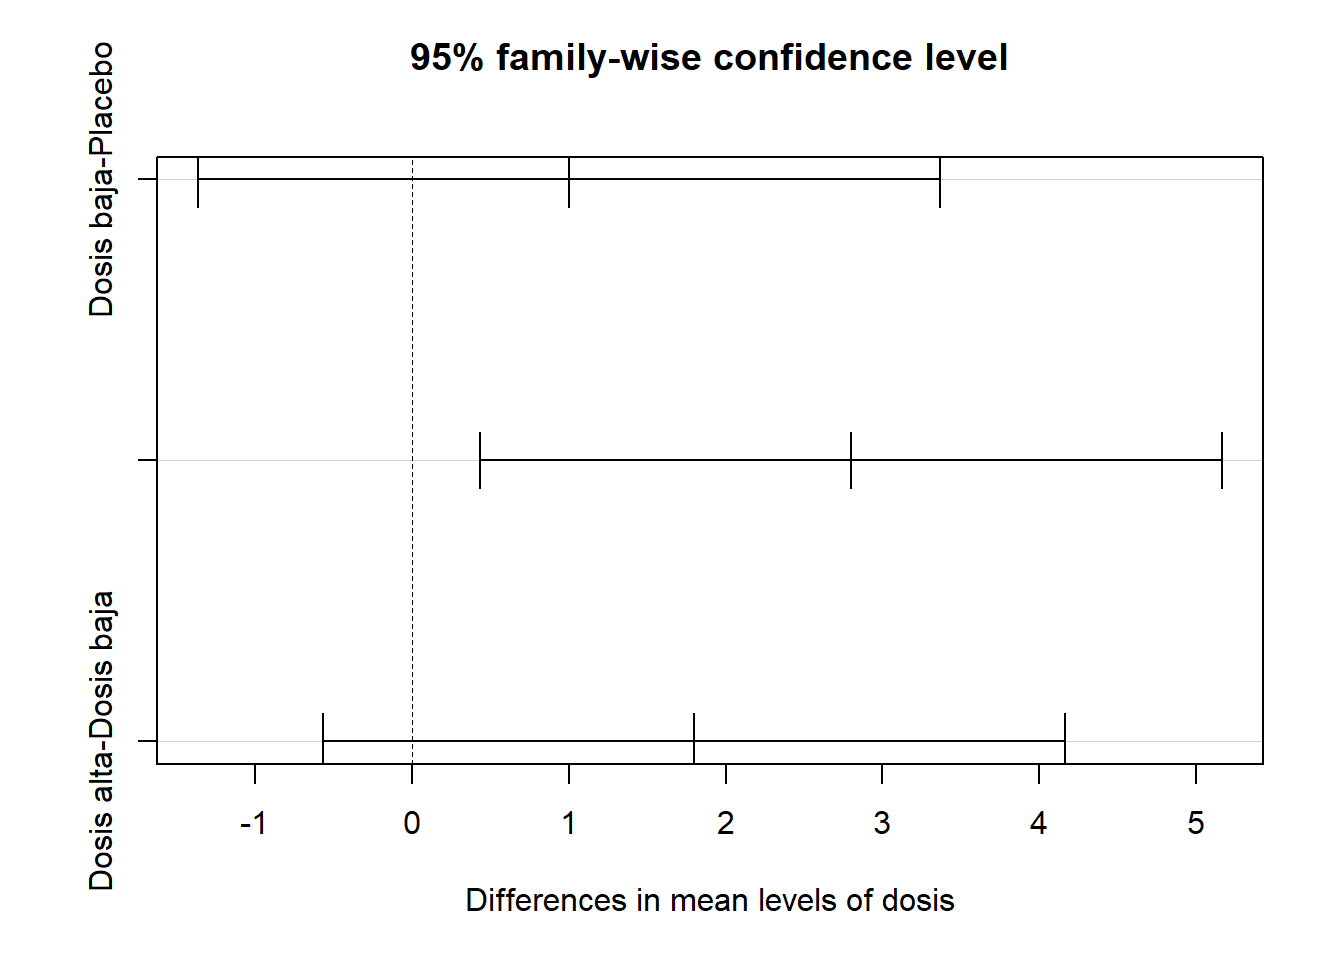 95% family-wise confidence level
Dosis baja-Placebo
Dosis alta-Dosis baja
-1 0 1 2 3 4 5
Differences in mean levels of dosis